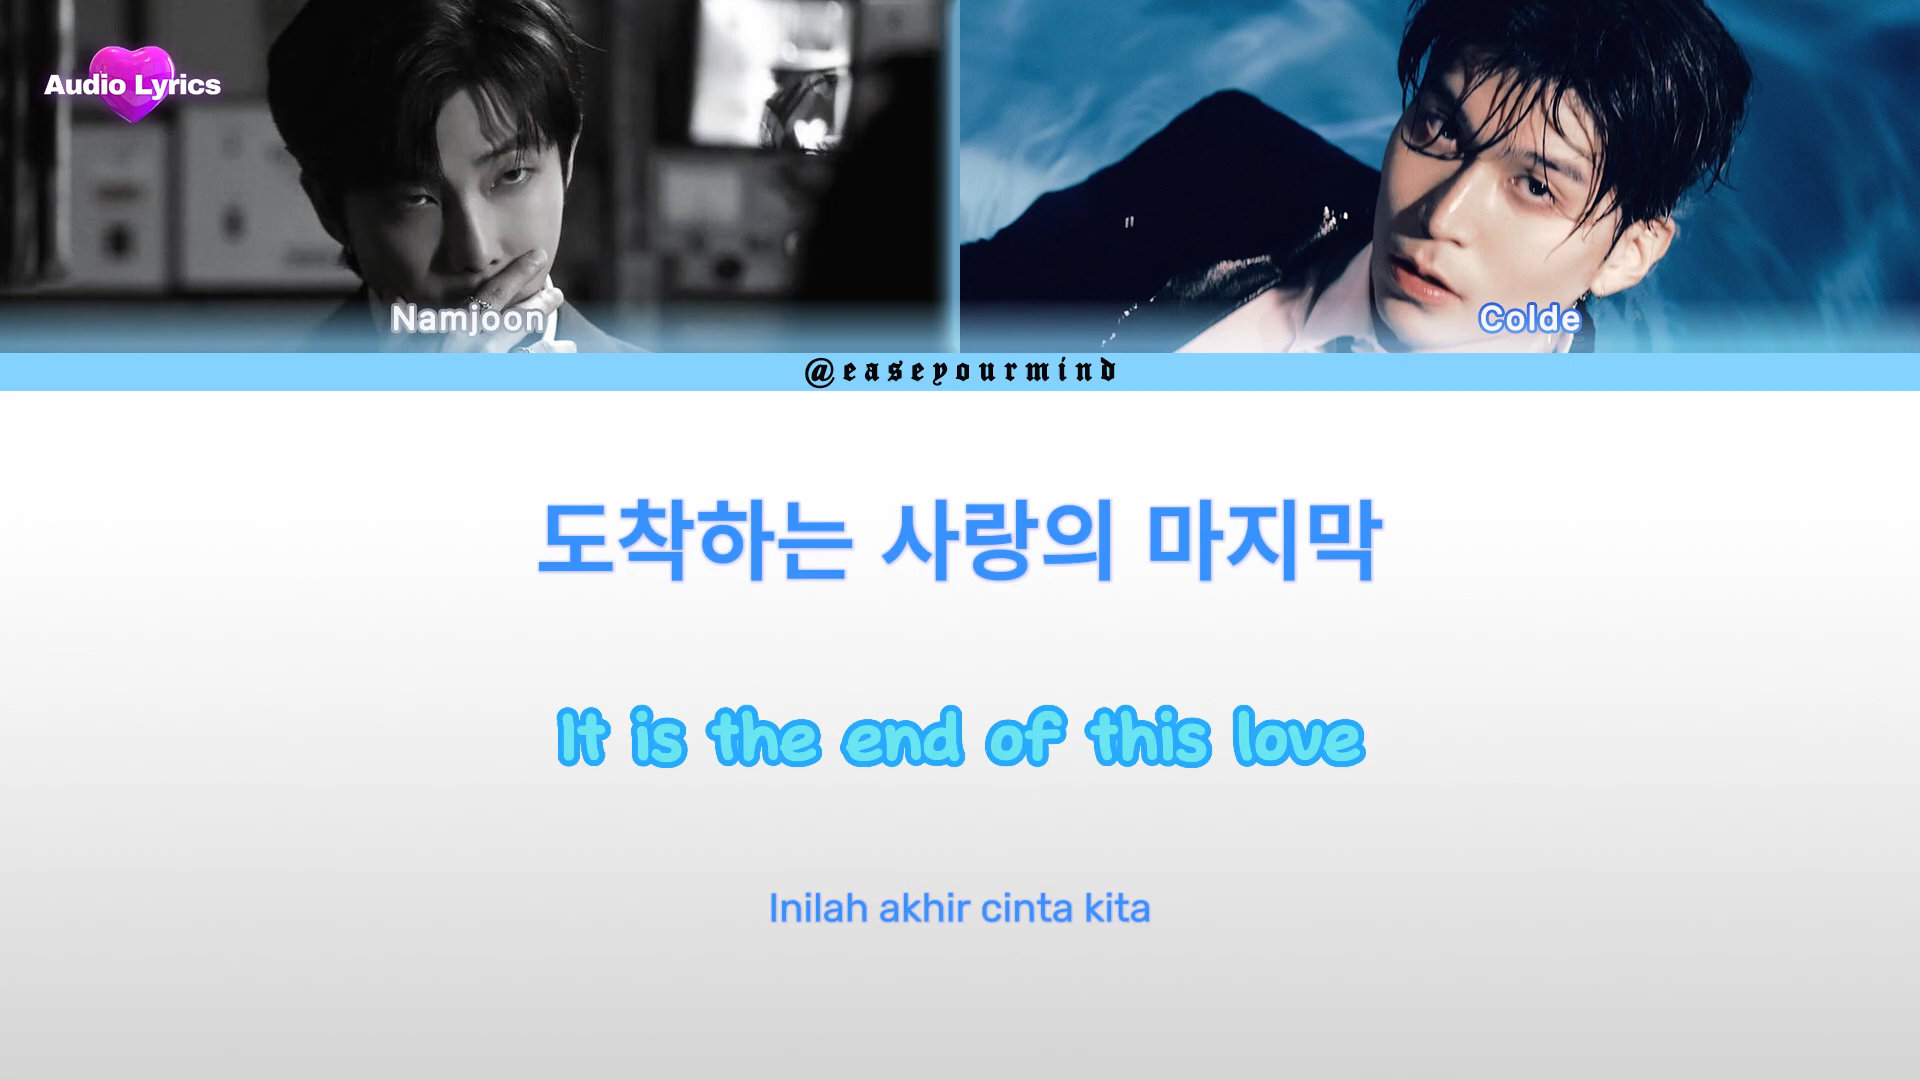 Audio Lyrics
Namjoon
Colde
@easeyourmind
도착하는 사랑의 마지막
It is the end of this love
Inilah akhir cinta kita